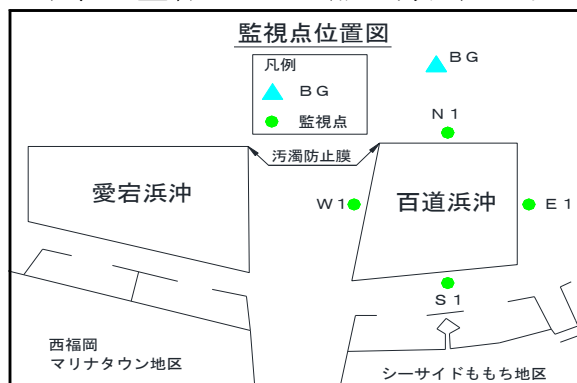 監視点位置図
凡例
BG
監視点
BG
N1
汚濁防止膜
愛宕浜沖
W1
百道浜沖
E1
S1
西福岡
マリナタウン地区
シーサイドももち地区